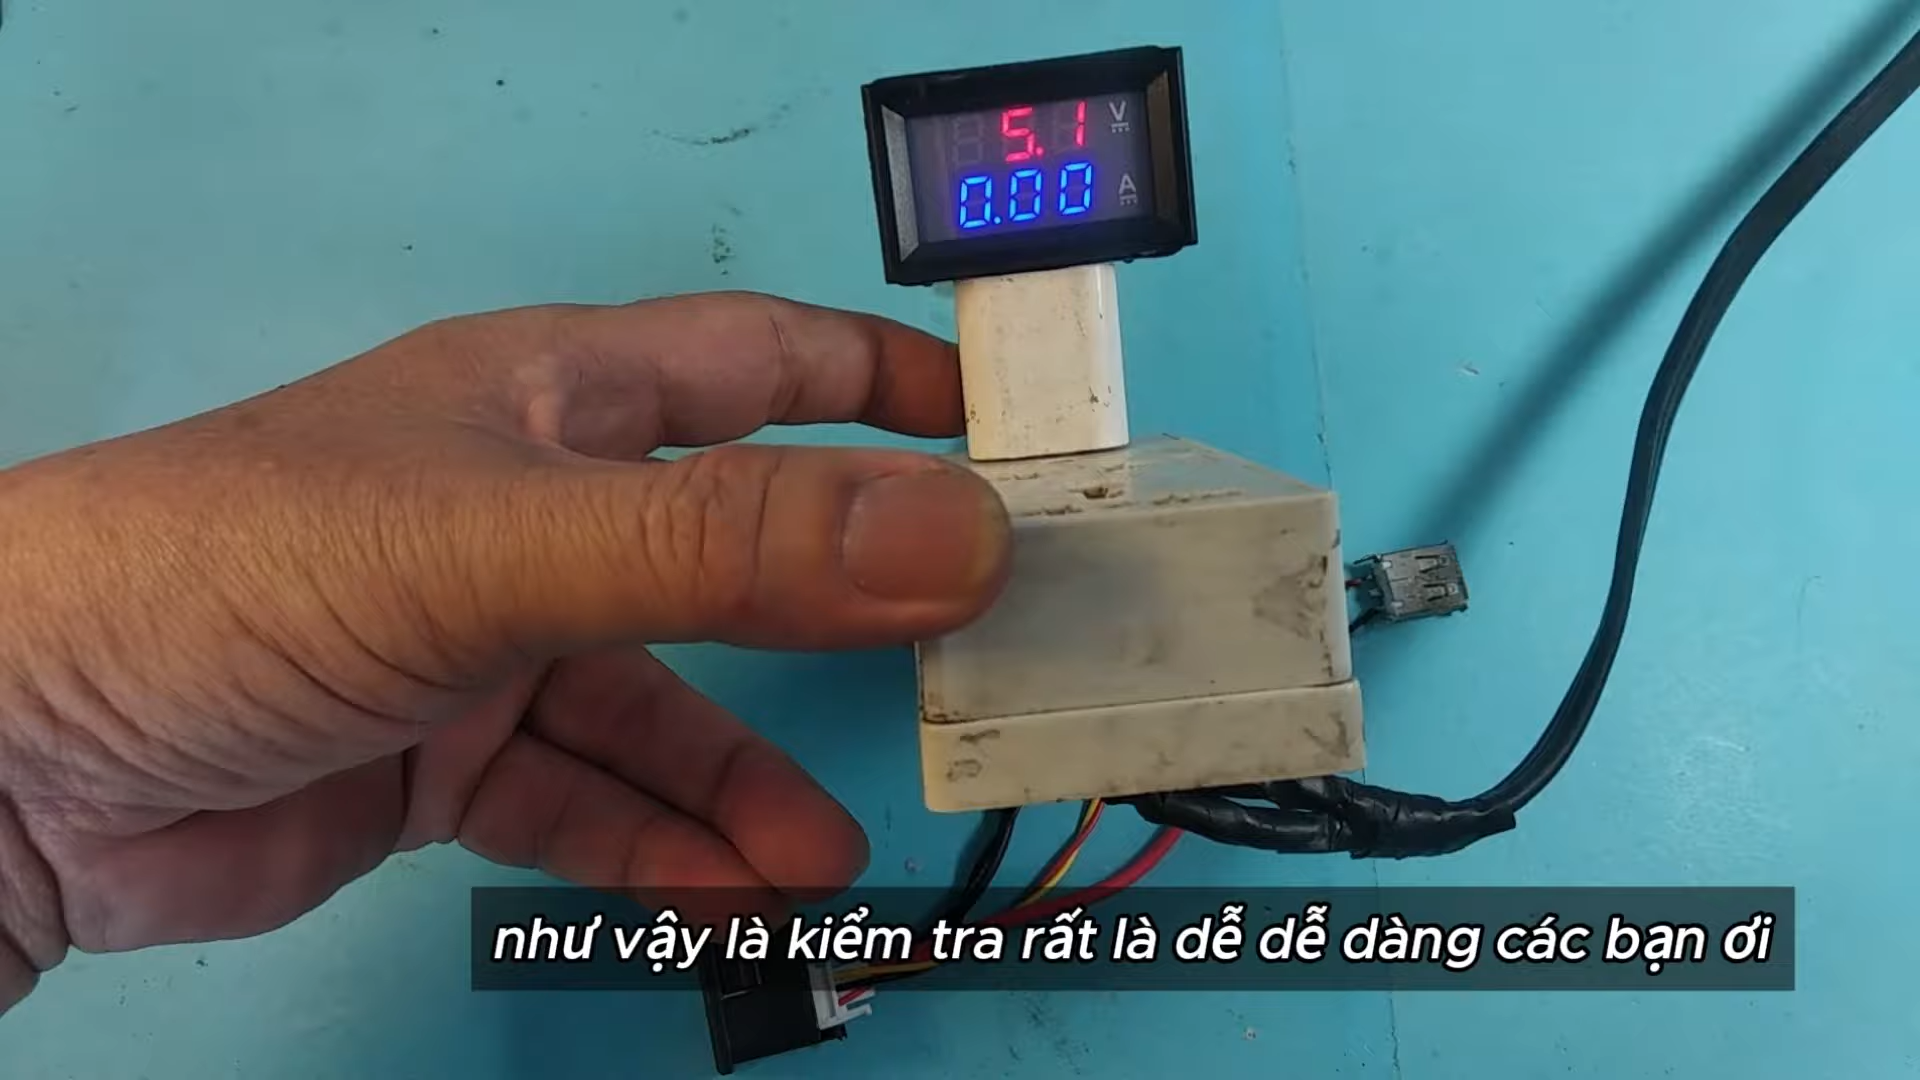 5.1 V
0.00 A
như vậy là kiểm tra rất là dễ dễ dàng các bạn ơi